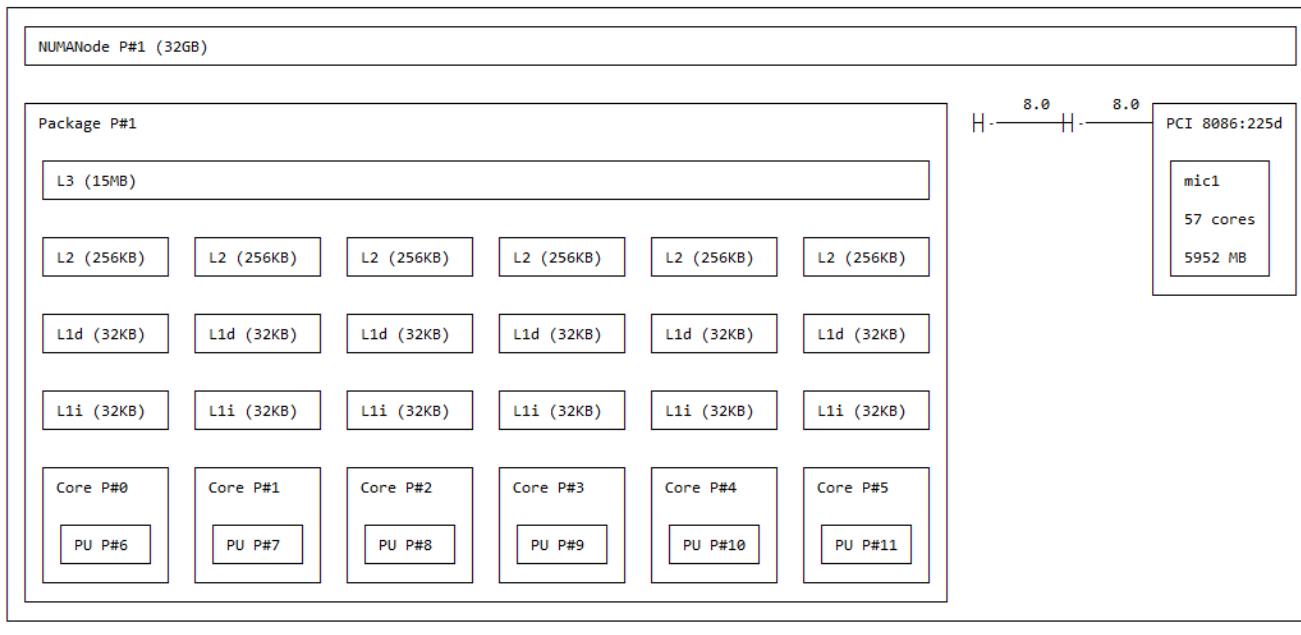 NUMANode P#1 (32GB)
8.0 8.0
Package P#1 PCI 8086:225d
L3 (15MB) mic1
57 cores
L2 (256KB) L2 (256KB) L2 (256KB) L2 (256KB) L2 (256KB) L2 (256KB) 5952 MB
L1d (32KB) L1d (32KB) L1d (32KB) L1d (32KB) L1d (32KB) L1d (32KB)
L1i (32KB) L1i (32KB) L1i (32KB) L1i (32KB) L1i (32KB) L1i (32KB)
Core P#0 Core P#1 Core P#2 Core P#3 Core P#4 Core P#5
PU P#6 PU P#7 PU P#8 PU P#9 PU P#10 PU P#11